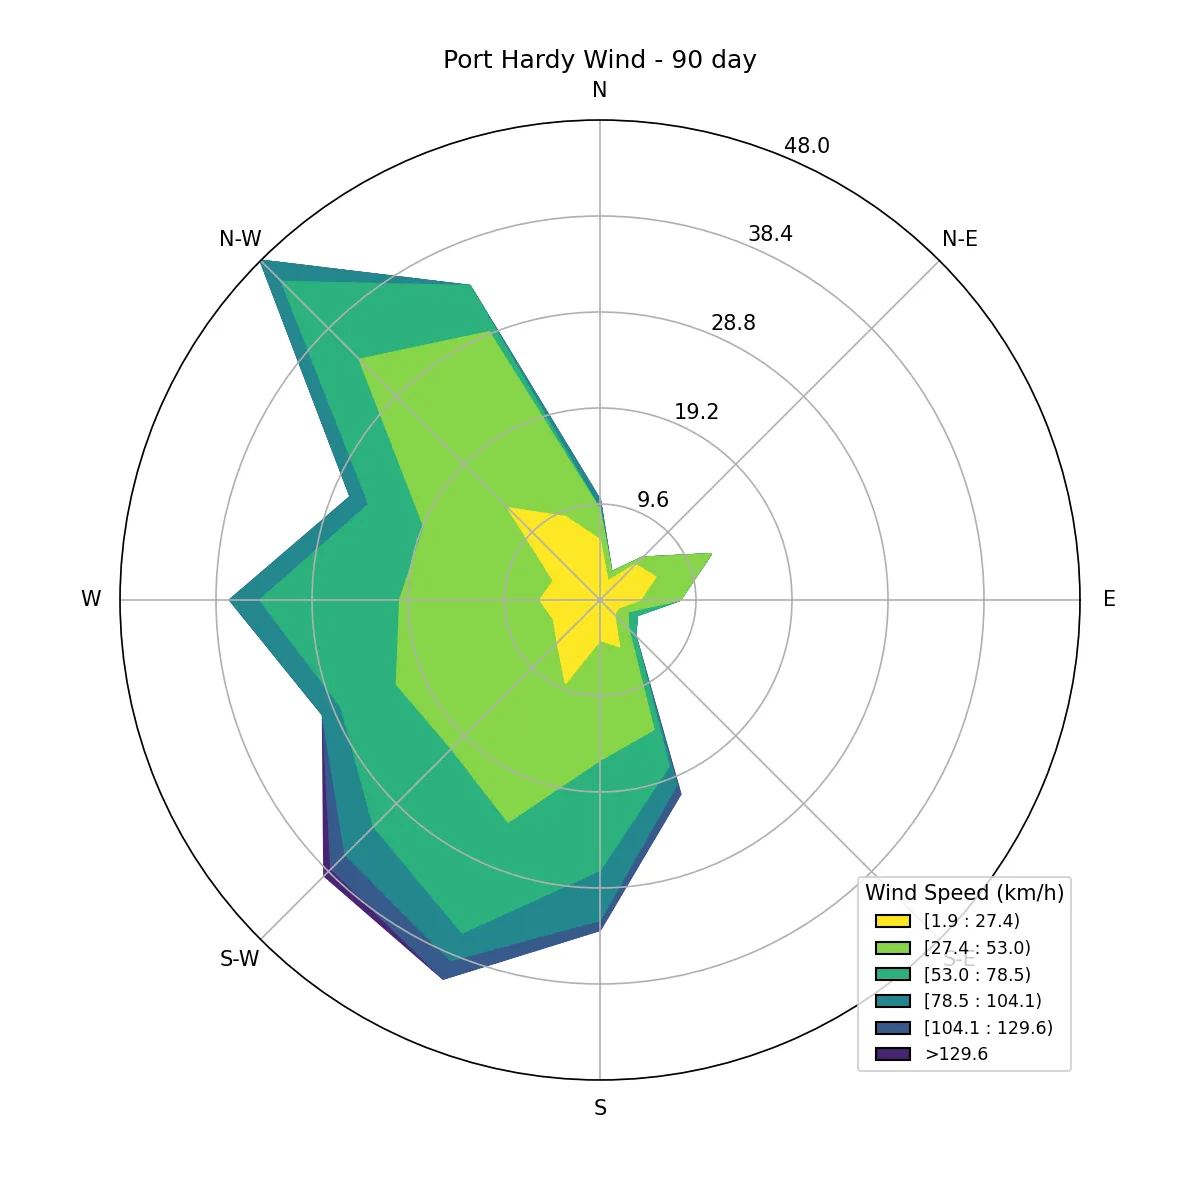 Port Hardy Wind - 90 day
N
48.0
N-W
38.4
N-E
28.8
19.2
9.6
W
E
Wind Speed (km/h)
[1.9 : 27.4)
[27.4 : 53.0)
S-W
S-E
[53.0 : 78.5)
[78.5 : 104.1)
[104.1 : 129.6)
>129.6
S